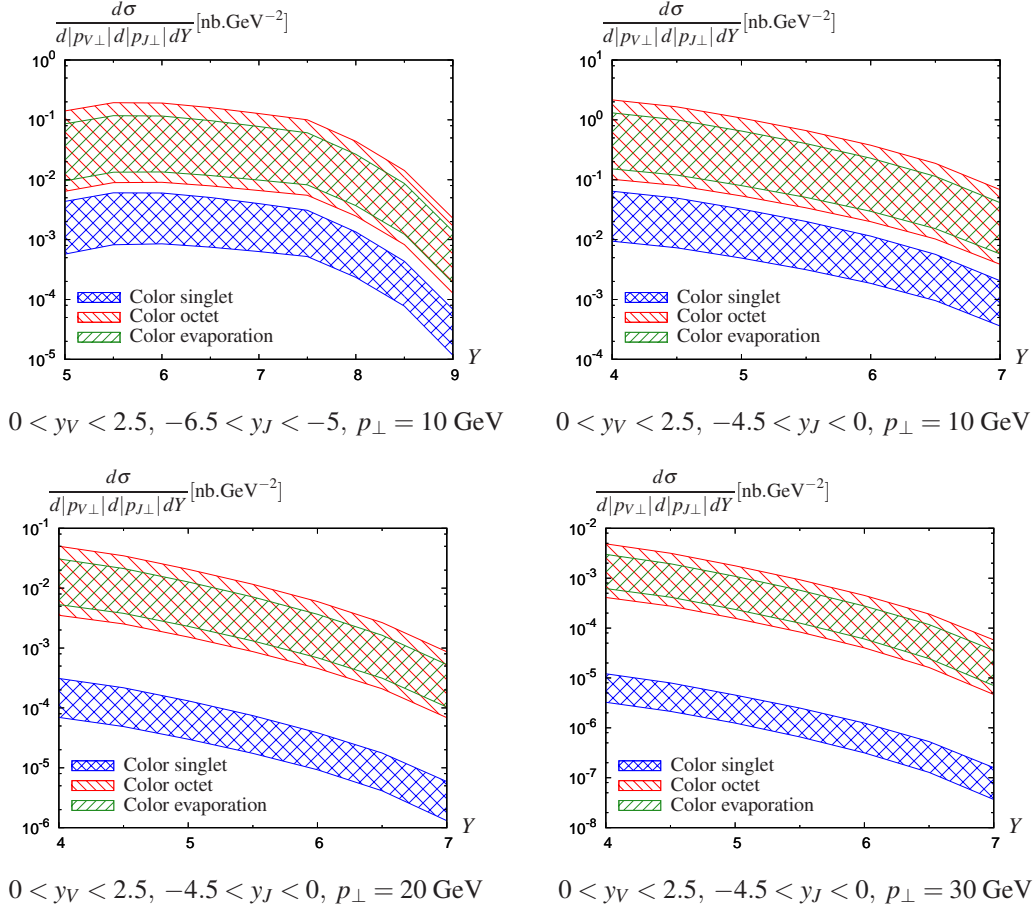 dσ / d|p_{V⊥}| d|p_{J⊥}| dY [nb.GeV⁻²]
10⁰
10⁻¹
10⁻²
10⁻³
10⁻⁴
10⁻⁵
5 6 7 8 9
Y
Color singlet
Color octet
Color evaporation
0 < y_V < 2.5, −6.5 < y_J < −5, p_⊥ = 10 GeV
dσ / d|p_{V⊥}| d|p_{J⊥}| dY [nb.GeV⁻²]
10¹
10⁰
10⁻¹
10⁻²
10⁻³
10⁻⁴
4 5 6 7
Y
Color singlet
Color octet
Color evaporation
0 < y_V < 2.5, −4.5 < y_J < 0, p_⊥ = 10 GeV
dσ / d|p_{V⊥}| d|p_{J⊥}| dY [nb.GeV⁻²]
10⁻¹
10⁻²
10⁻³
10⁻⁴
10⁻⁵
10⁻⁶
4 5 6 7
Y
Color singlet
Color octet
Color evaporation
0 < y_V < 2.5, −4.5 < y_J < 0, p_⊥ = 20 GeV
dσ / d|p_{V⊥}| d|p_{J⊥}| dY [nb.GeV⁻²]
10⁻²
10⁻³
10⁻⁴
10⁻⁵
10⁻⁶
10⁻⁷
10⁻⁸
4 5 6 7
Y
Color singlet
Color octet
Color evaporation
0 < y_V < 2.5, −4.5 < y_J < 0, p_⊥ = 30 GeV